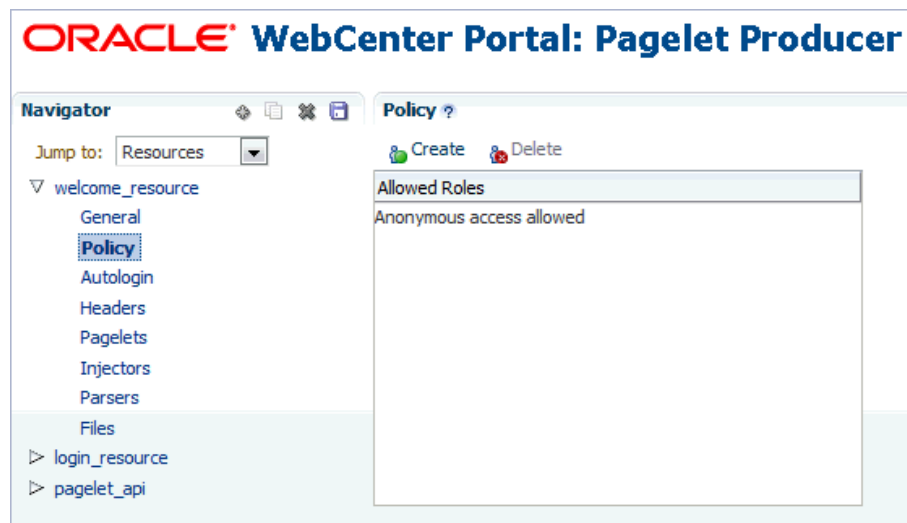 ORACLE® WebCenter Portal: Pagelet Producer
Navigator
Policy ?
Jump to: Resources
Create Delete
welcome_resource
Allowed Roles
General
Anonymous access allowed
Policy
Autologin
Headers
Pagelets
Injectors
Parsers
Files
login_resource
pagelet_api